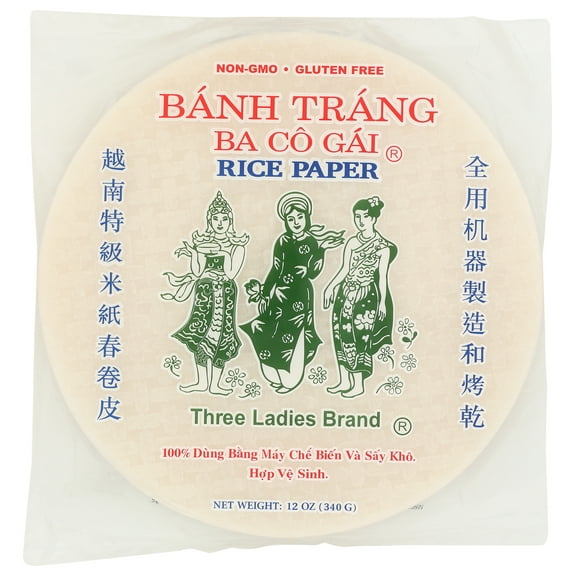 NON-GMO • GLUTEN FREE
BÁNH TRÁNG
BA CÔ GÁI ®
RICE PAPER
越南特級米紙春卷皮
全用机器製造和烤乾
Three Ladies Brand ®
100% Dùng Bằng Máy Chế Biến Và Sấy Khô.
Hợp Vệ Sinh.
NET WEIGHT: 12 OZ (340 G)